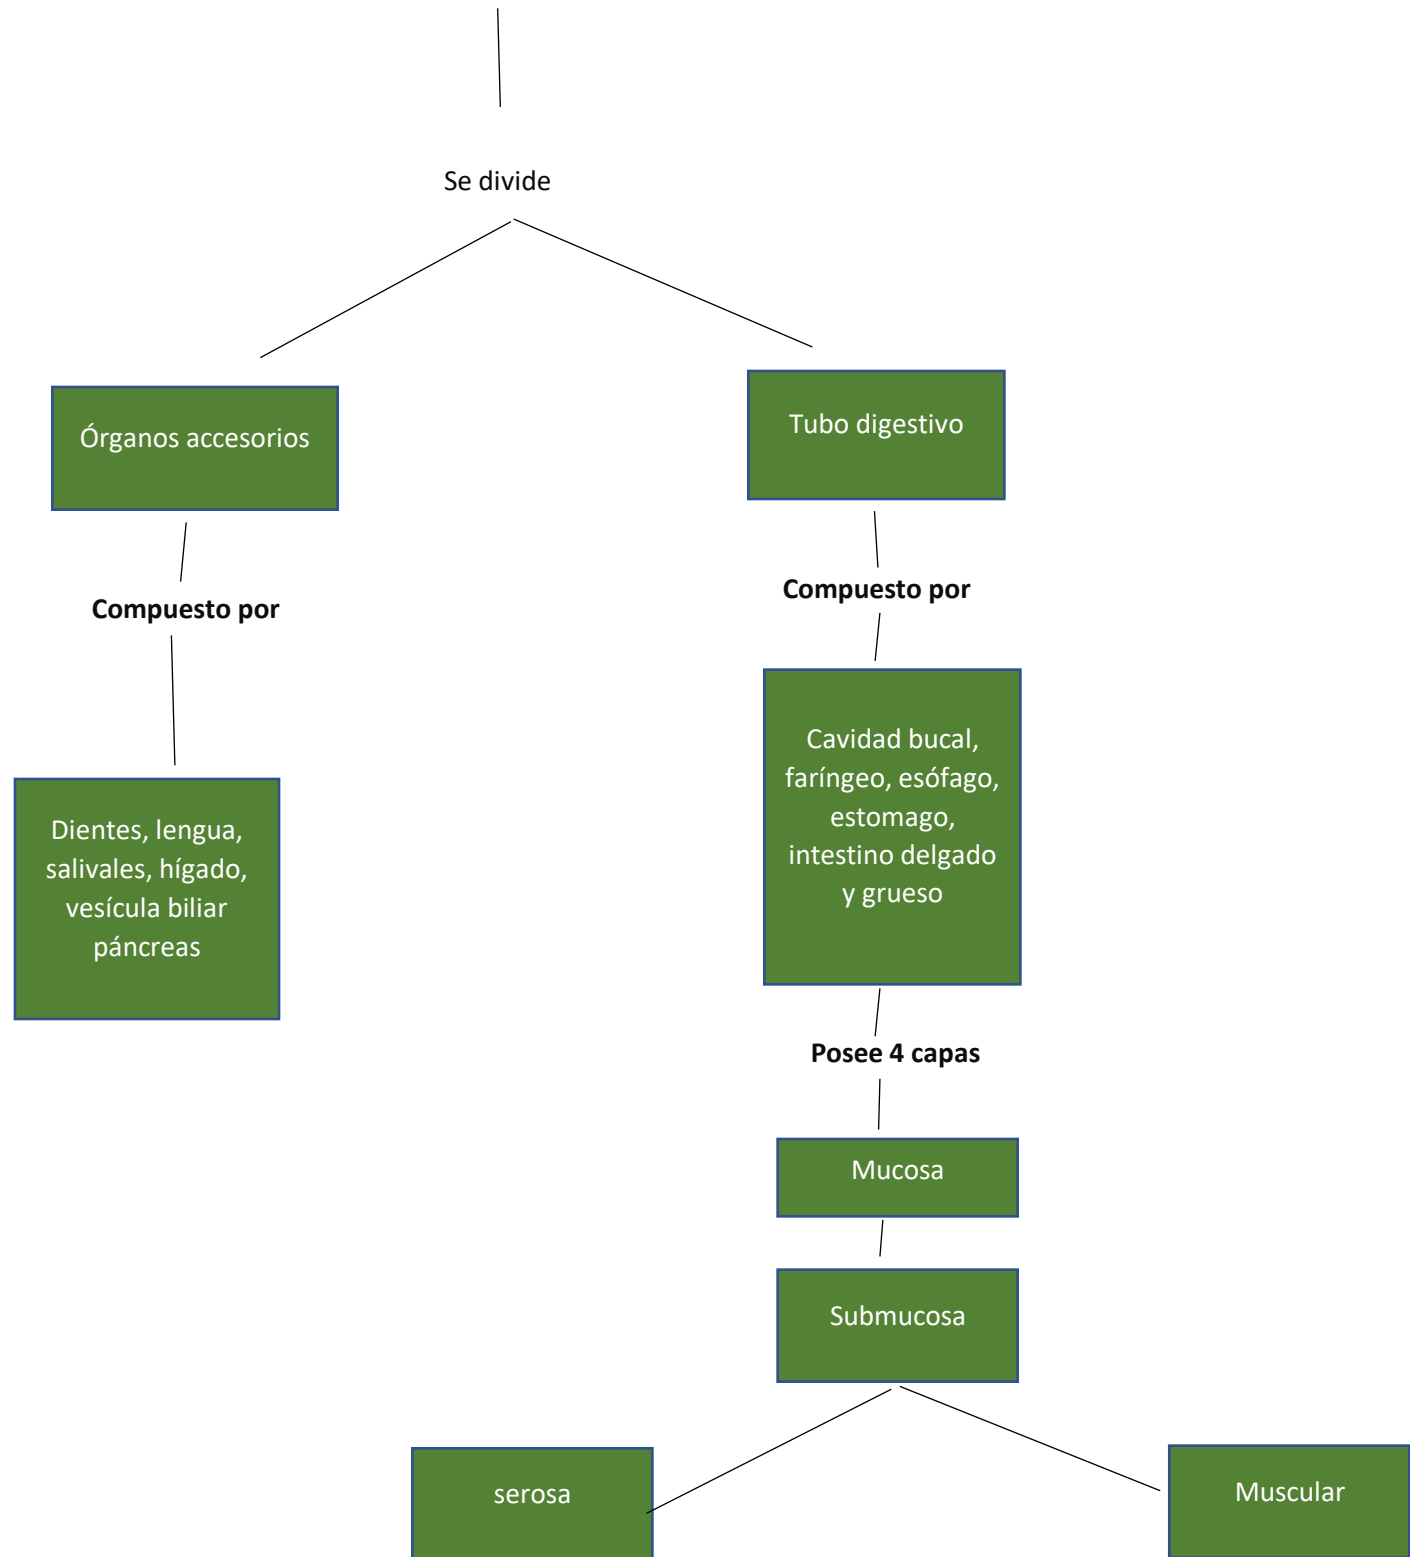 Se divide
Órganos accesorios
Tubo digestivo
Compuesto por
Compuesto por
Dientes, lengua,
salivales, hígado,
vesícula biliar
páncreas
Cavidad bucal,
faríngeo, esófago,
estomago,
intestino delgado
y grueso
Posee 4 capas
Mucosa
Submucosa
serosa
Muscular